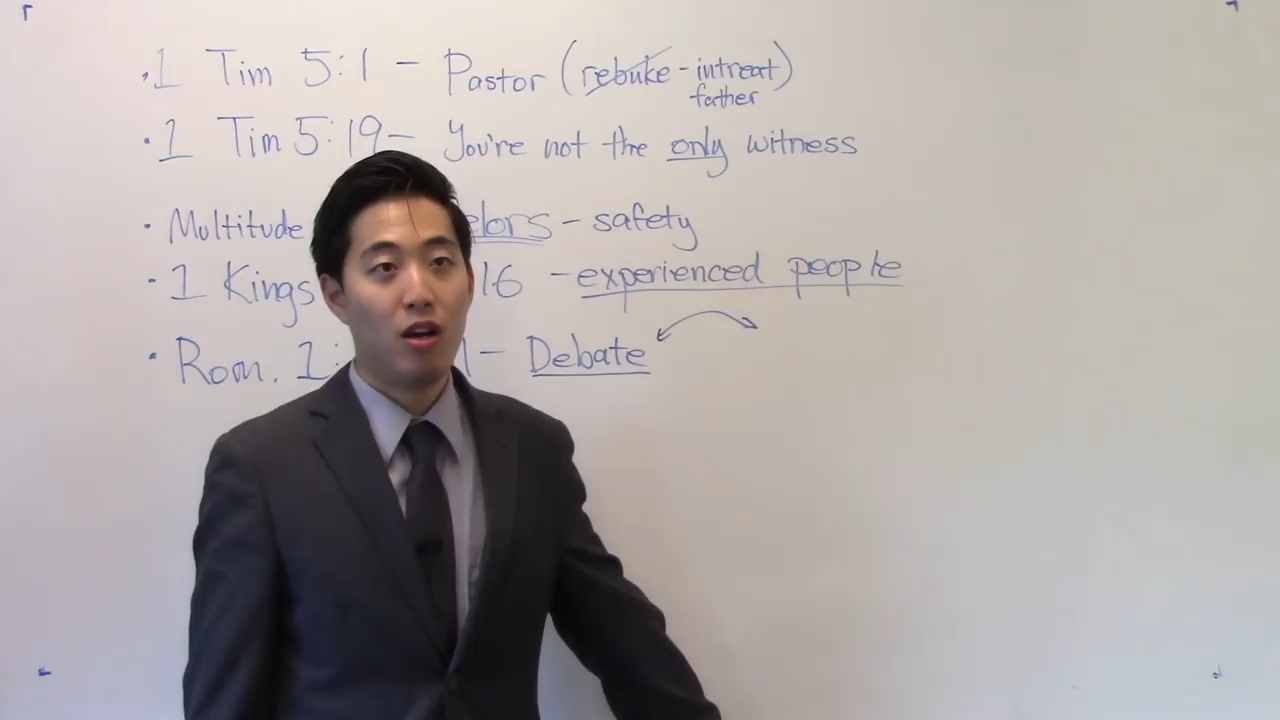 · 1 Tim 5:1 – Pastor (rebuke - intreat)
father
· 1 Tim 5:19 – You're not the only witness
· Multitude elors – safety
· 1 Kings 16 – experienced people
· Rom. 1: – Debate